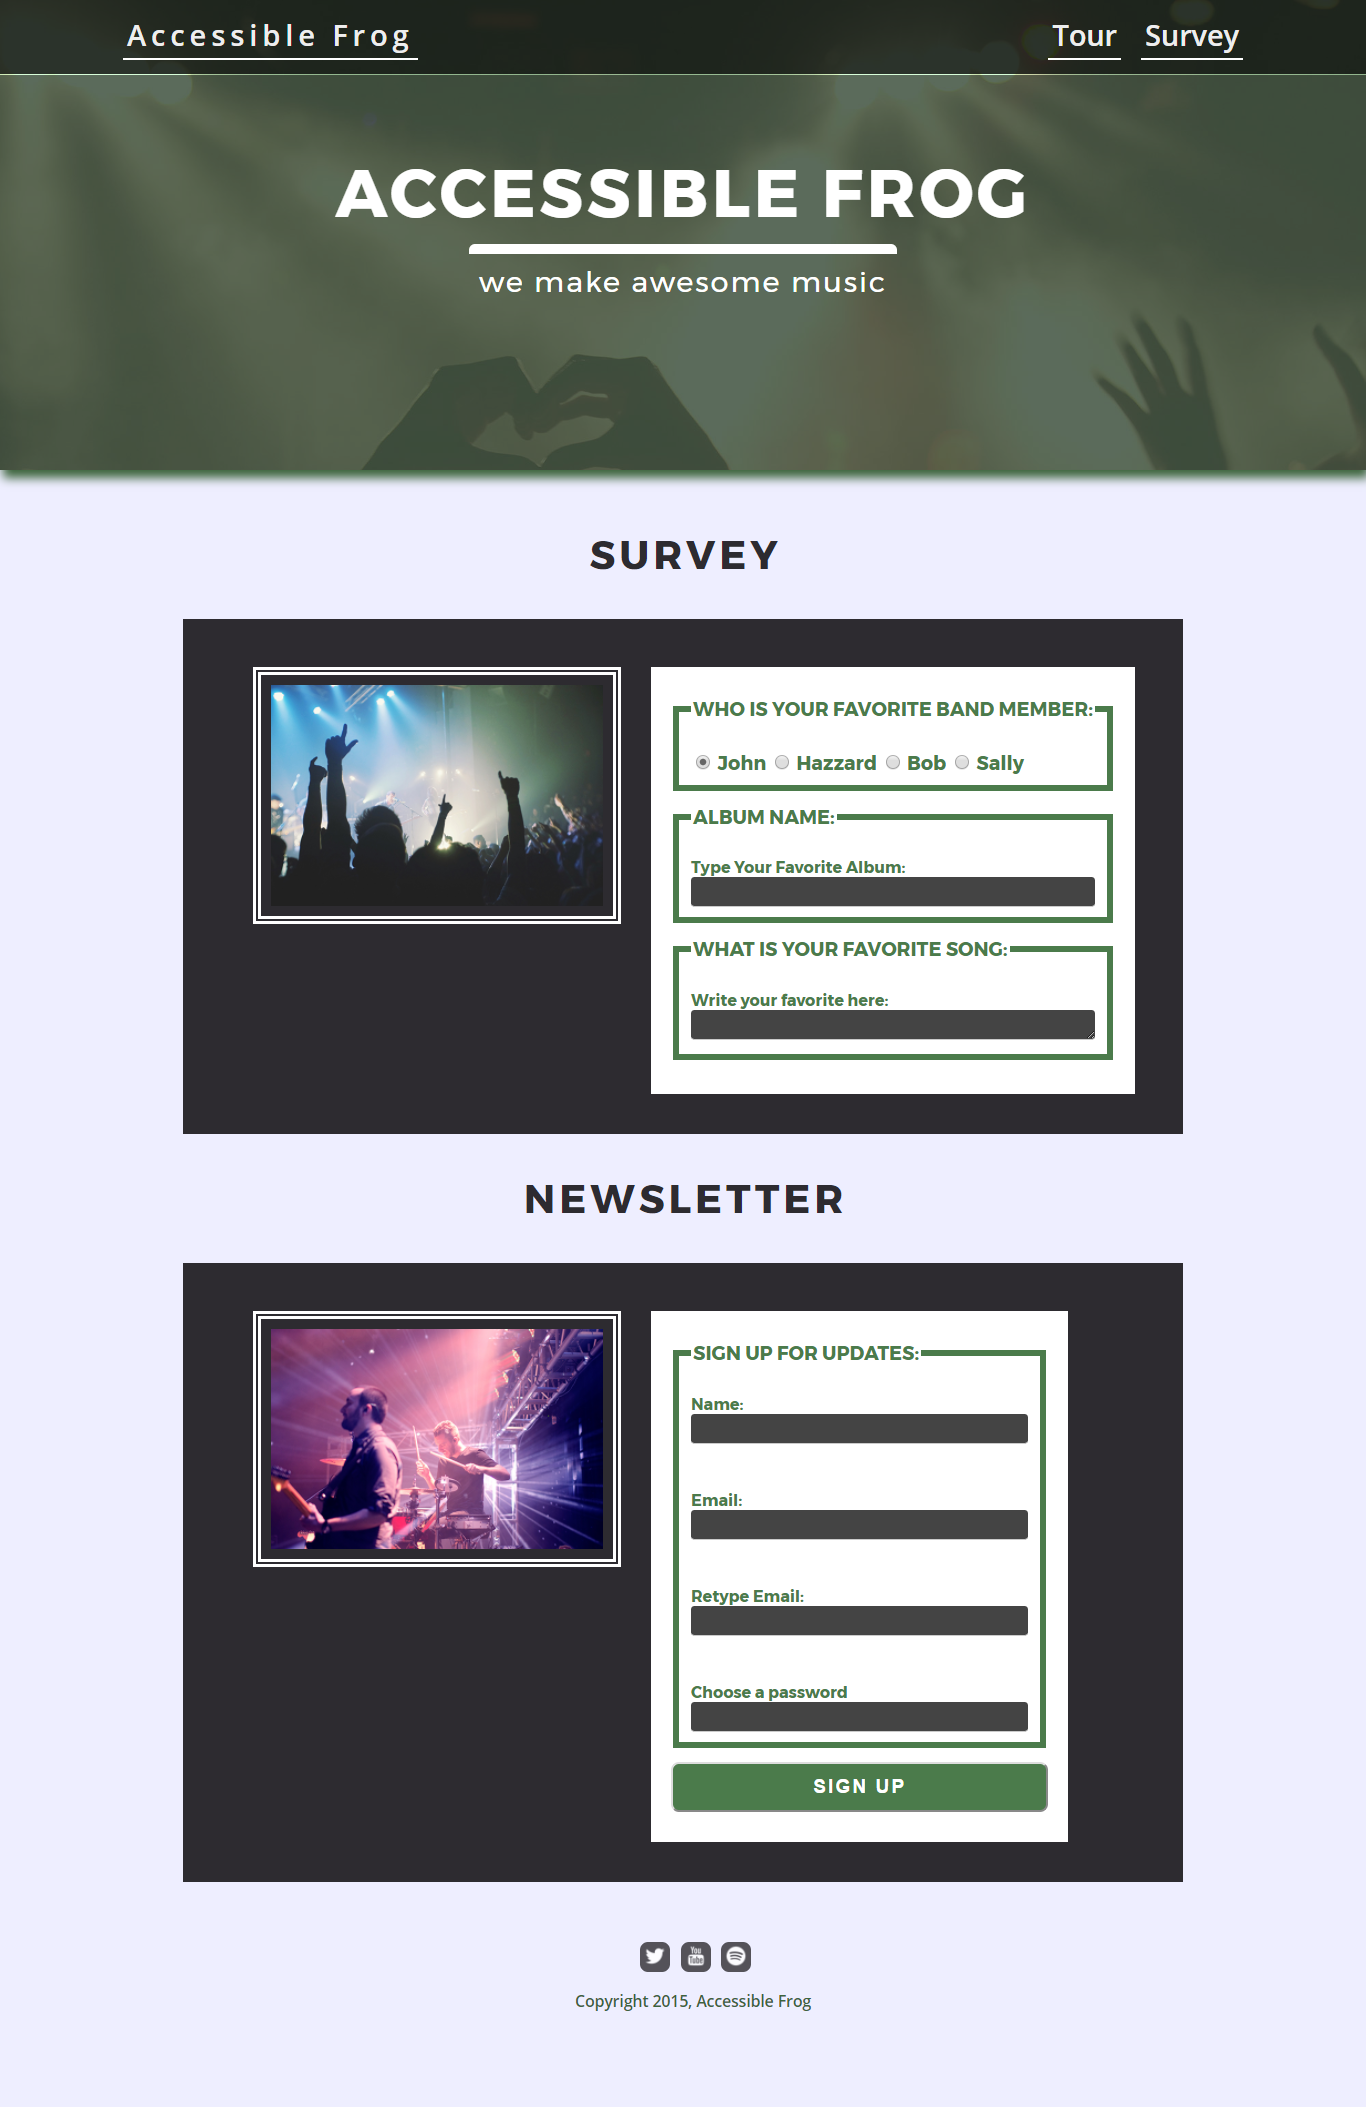 Accessible Frog
Tour Survey
ACCESSIBLE FROG
we make awesome music
SURVEY
WHO IS YOUR FAVORITE BAND MEMBER:
John Hazzard Bob Sally
ALBUM NAME:
Type Your Favorite Album:
WHAT IS YOUR FAVORITE SONG:
Write your favorite here:
NEWSLETTER
SIGN UP FOR UPDATES:
Name:
Email:
Retype Email:
Choose a password
SIGN UP
You Tube
Copyright 2015, Accessible Frog